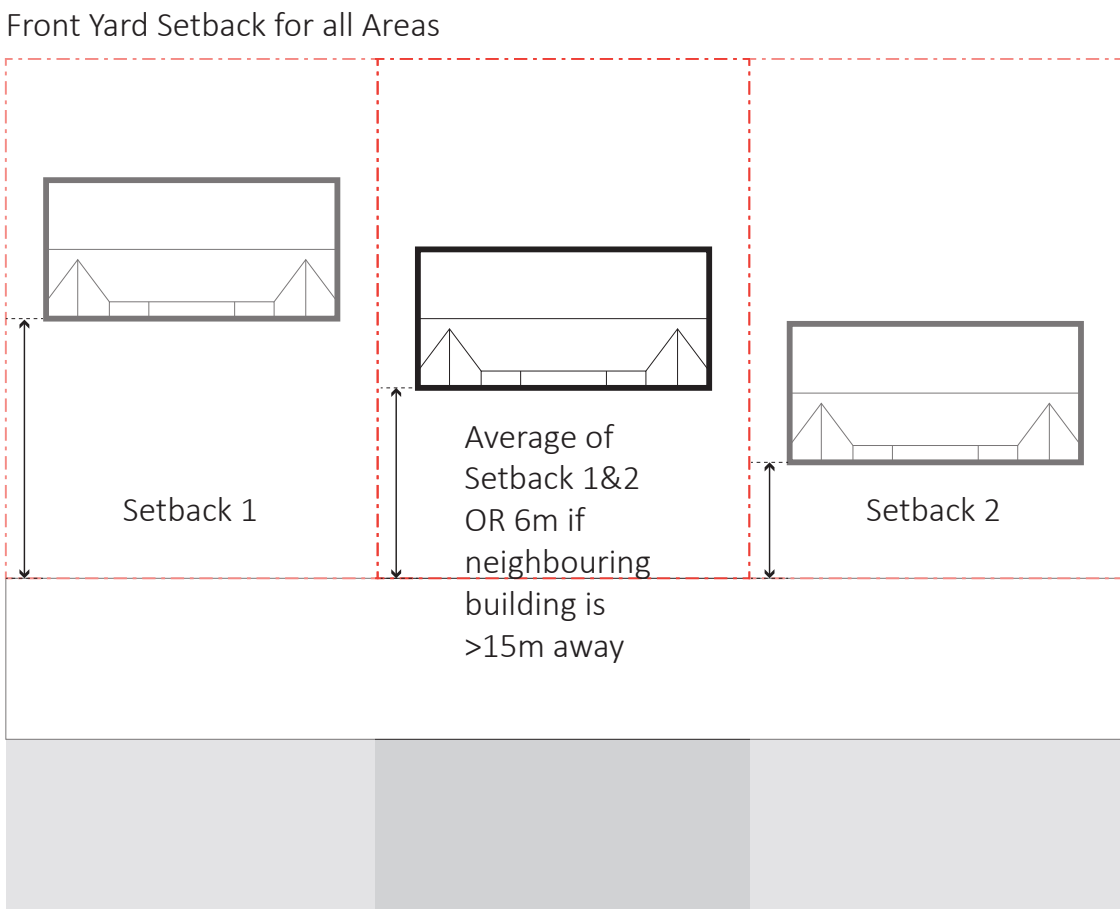 Front Yard Setback for all Areas
Average of
Setback 1&2
OR 6m if
neighbouring
building is
>15m away
Setback 1
Setback 2